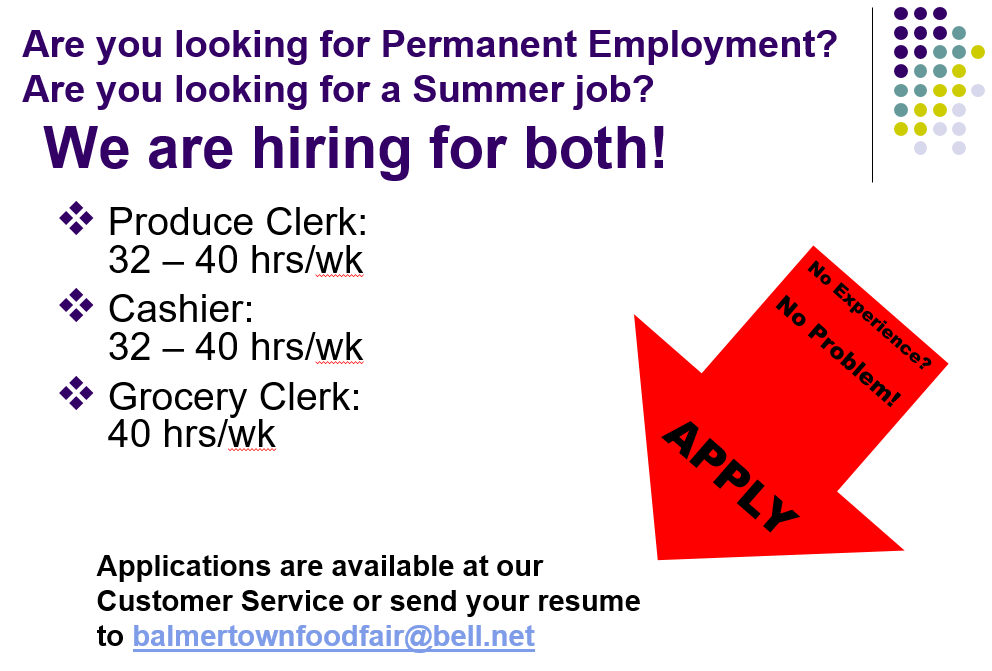 Are you looking for Permanent Employment?
Are you looking for a Summer job?
We are hiring for both!
Produce Clerk:
32 – 40 hrs/wk
Cashier:
32 – 40 hrs/wk
Grocery Clerk:
40 hrs/wk
No Experience?
No Problem!
APPLY
Applications are available at our
Customer Service or send your resume
to balmertownfoodfair@bell.net